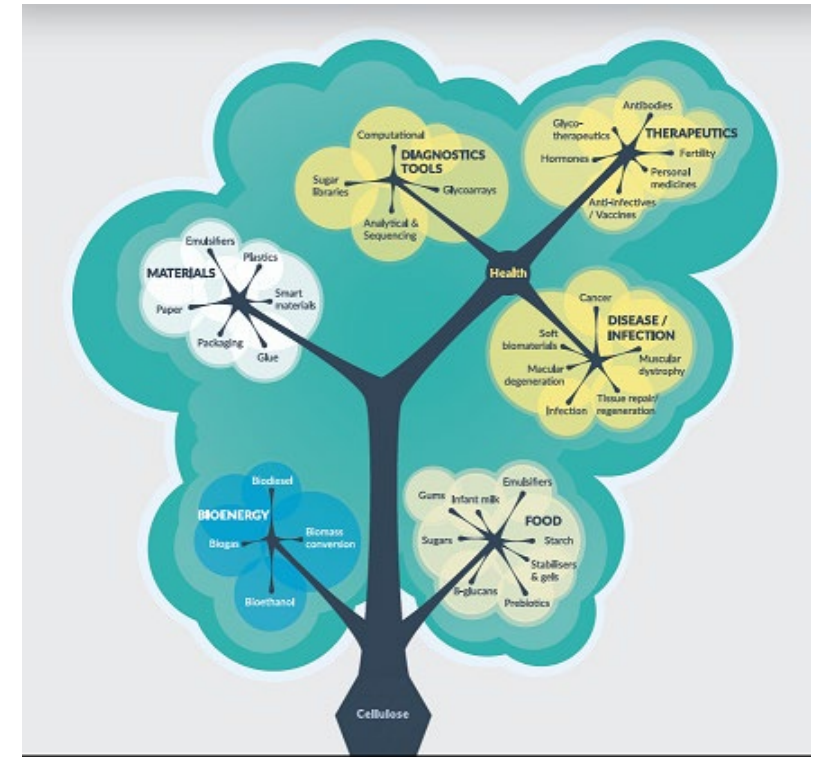 Computational
DIAGNOSTICS
TOOLS
Sugar
libraries
Glycoarrays
Analytical &
Sequencing
Antibodies
Glyco-
therapeutics
THERAPEUTICS
Hormones
Fertility
Personal
medicines
Anti-infectives
/ Vaccines
Health
Emulsifiers
MATERIALS
Plastics
Smart
materials
Paper
Packaging
Glue
Cancer
DISEASE /
INFECTION
Soft
biomaterials
Muscular
dystrophy
Macular
degeneration
Tissue repair/
regeneration
Infection
Biodiesel
BIOENERGY
Biogas
Biomass
conversion
Bioethanol
Emulsifiers
Gums
Infant milk
FOOD
Sugars
Starch
Stabilisers
& gels
ß-glucans
Prebiotics
Cellulose